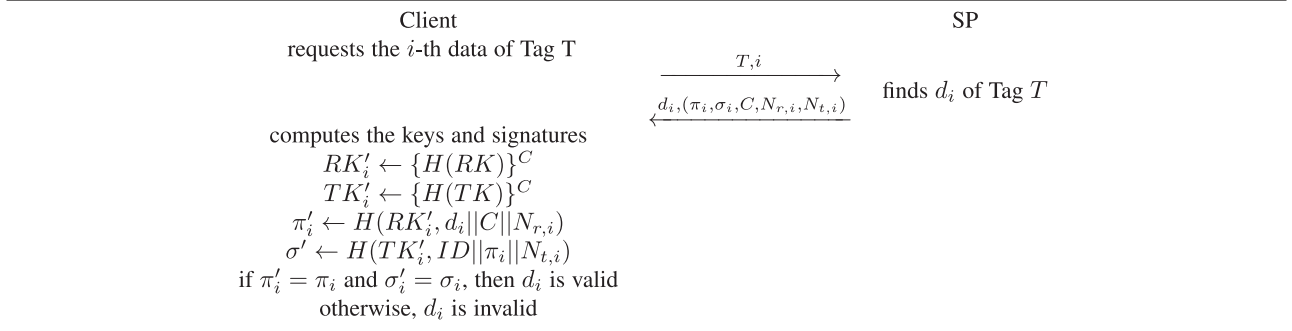 Client SP
requests the i-th data of Tag T
T,i
finds d_i of Tag T
d_i,(π_i,σ_i,C,N_{r,i},N_{t,i})
computes the keys and signatures
RK'_i ← {H(RK)}^C
TK'_i ← {H(TK)}^C
π'_i ← H(RK'_i, d_i||C||N_{r,i})
σ' ← H(TK'_i, ID||π_i||N_{t,i})
if π'_i = π_i and σ'_i = σ_i, then d_i is valid
otherwise, d_i is invalid